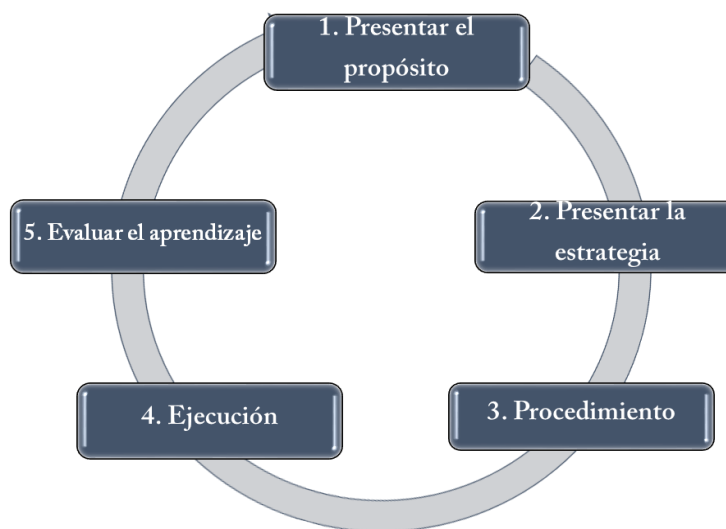 1. Presentar el
propósito
2. Presentar la
estrategia
3. Procedimiento
4. Ejecución
5. Evaluar el aprendizaje